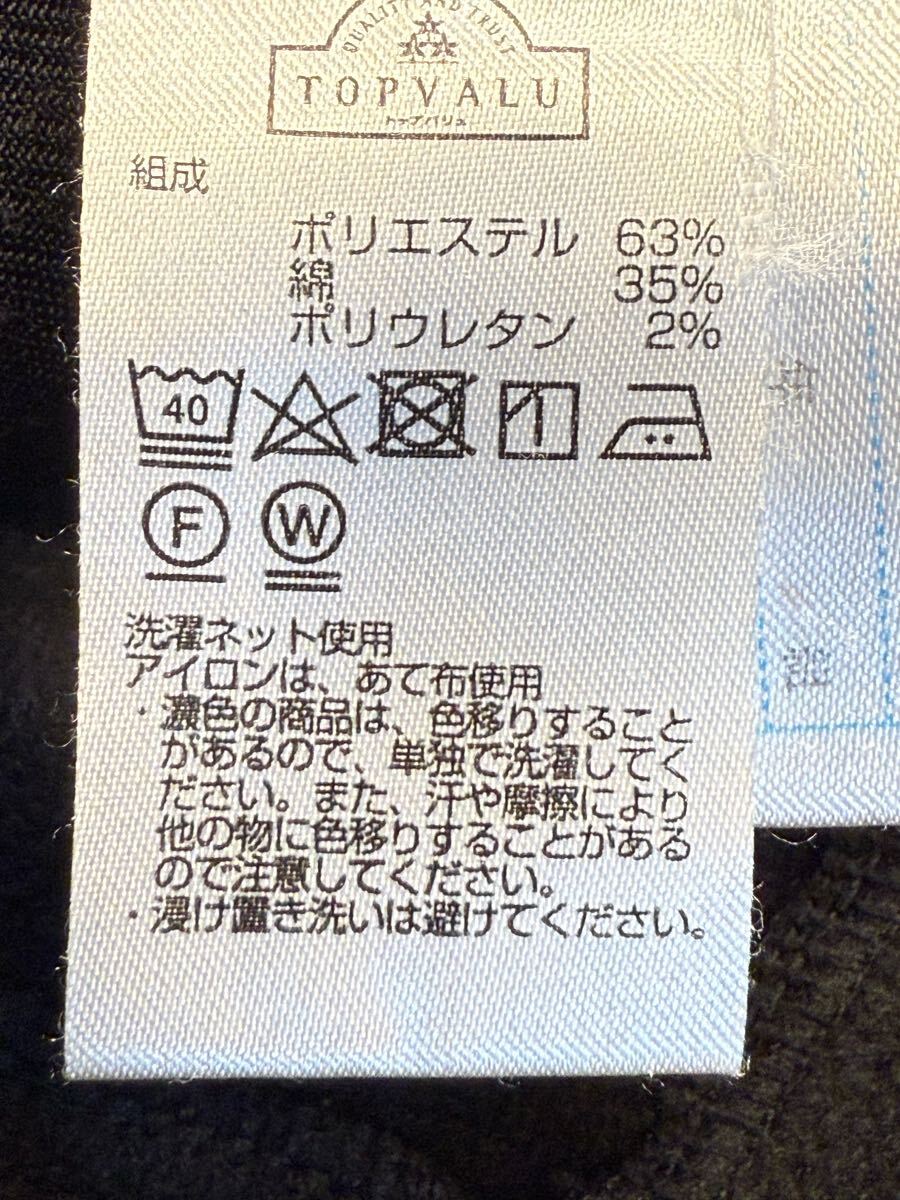 QUALITY AND TRUST
TOPVALU
トップバリュ
組成
ポリエステル 63%
綿 35%
ポリウレタン 2%
40
F W
洗濯ネット使用
アイロンは、あて布使用
・濃色の商品は、色移りすること
があるので、単独で洗濯してく
ださい。また、汗や摩擦により
他の物に色移りすることがある
ので注意してください。
・浸け置き洗いは避けてください。